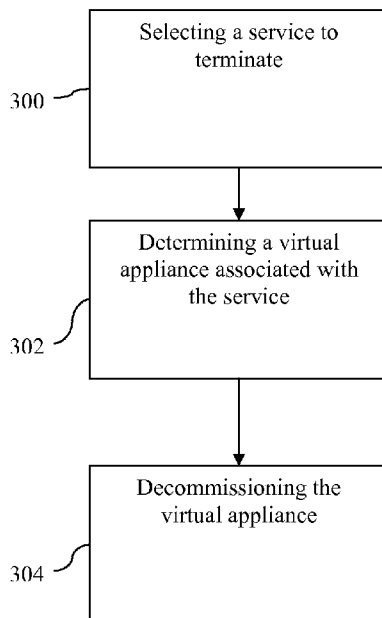 Selecting a service to
terminate
300
Determining a virtual
appliance associated with
the service
302
Decommissioning the
virtual appliance
304